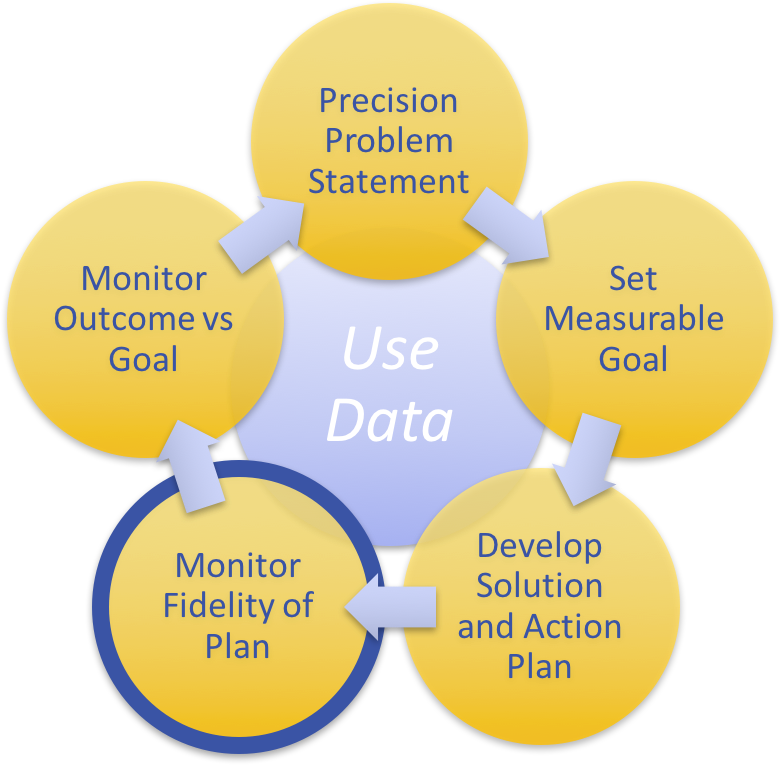 Precision
Problem
Statement
Set
Measurable
Goal
Develop
Solution
and Action
Plan
Monitor
Fidelity of
Plan
Monitor
Outcome vs
Goal
Use
Data